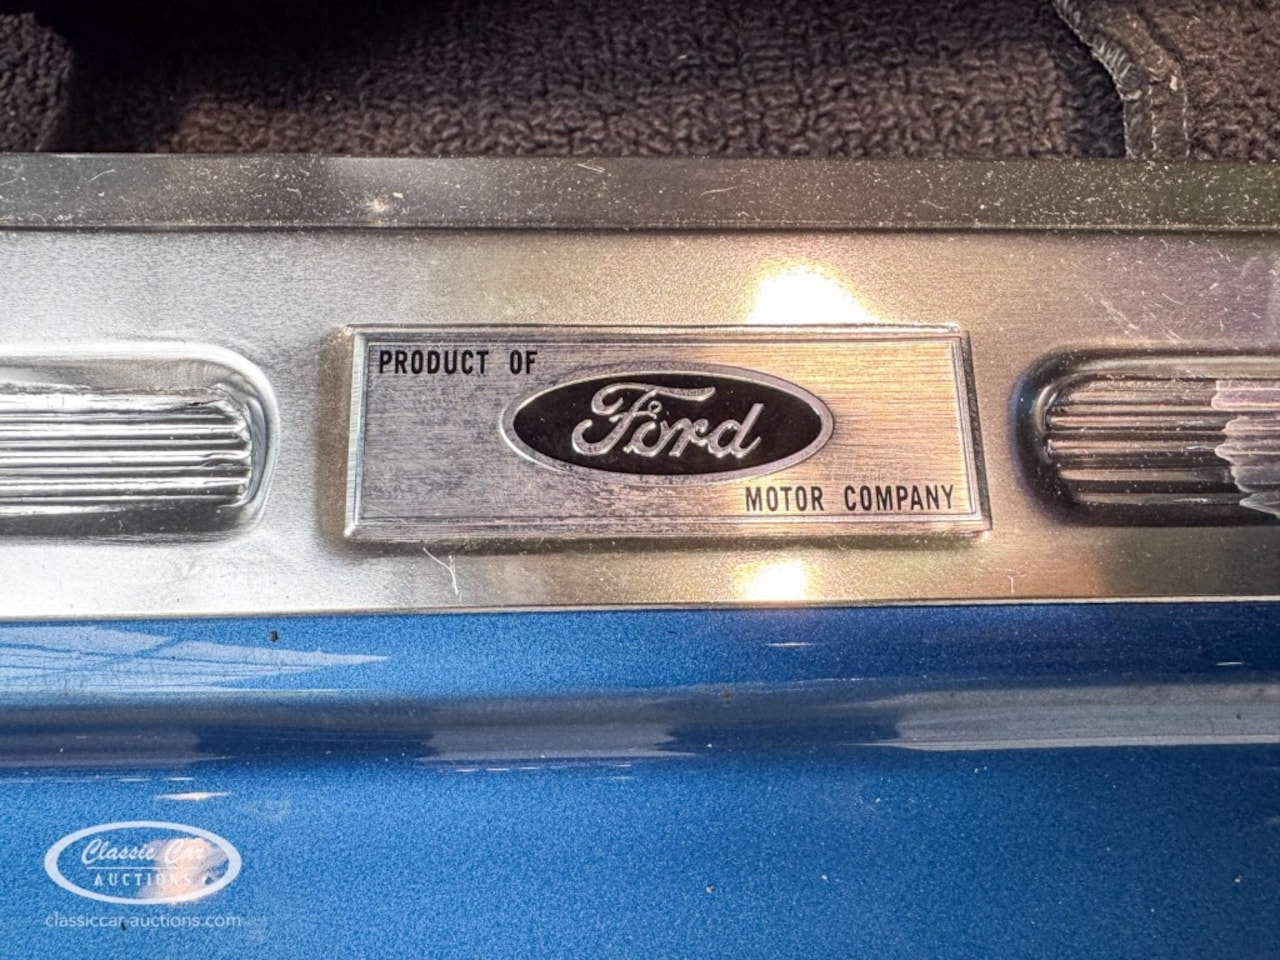 PRODUCT OF
Ford
MOTOR COMPANY
Classic Car
AUCTIONS
classiccar-auctions.com